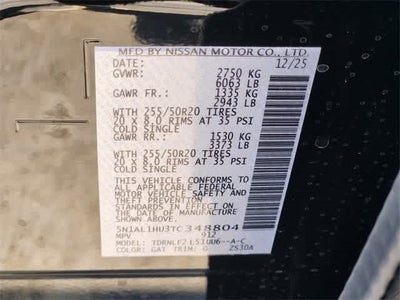 MFD BY NISSAN MOTOR CO., LTD.
DATE: 12/25
GVWR: 2750 KG
6063 LB
GAWR FR.: 1335 KG
2943 LB
WITH 255/50R20 TIRES
20 X 8.0 RIMS AT 35 PSI
COLD SINGLE
GAWR RR.: 1530 KG
3373 LB
WITH 255/50R20 TIRES
20 X 8.0 RIMS AT 35 PSI
COLD SINGLE
THIS VEHICLE CONFORMS TO ALL
APPLICABLE FEDERAL
MOTOR VEHICLE SAFETY AND THEFT PREVENTION
STANDARDS IN EFFECT ON THE DATE OF
MANUFACTURE SHOWN ABOVE.
5N1AL1HU3TC348804
MPV 912
MODEL:
COLOR: GAT TRIM: G